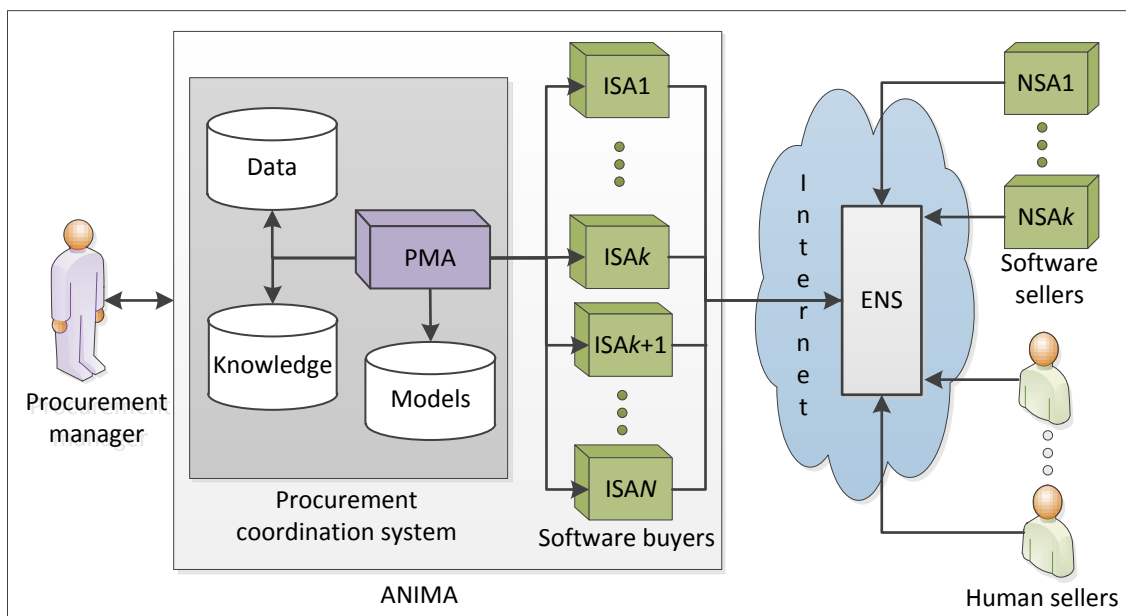 Procurement
manager
Data
Knowledge
PMA
Models
Procurement
coordination system
ISA1
ISAk
ISAk+1
ISAN
Software buyers
ANIMA
Internet
ENS
NSA1
NSAk
Software
sellers
Human sellers